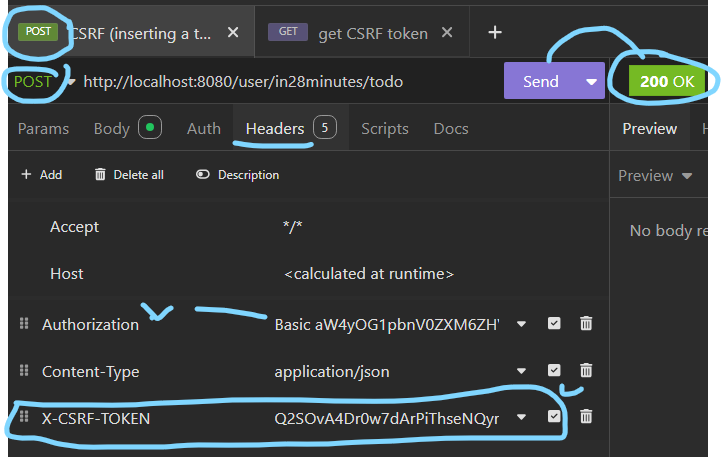 POST CSRF (inserting a t... GET get CSRF token
POST http://localhost:8080/user/in28minutes/todo Send 200 OK
Params Body Auth Headers 5 Scripts Docs Preview
+ Add Delete all Description Preview
Accept */*
Host <calculated at runtime> No body re
Authorization Basic aW4yOG1pbnV0ZXM6ZH
Content-Type application/json
X-CSRF-TOKEN Q2SOvA4Dr0w7dArPiThseNQyr